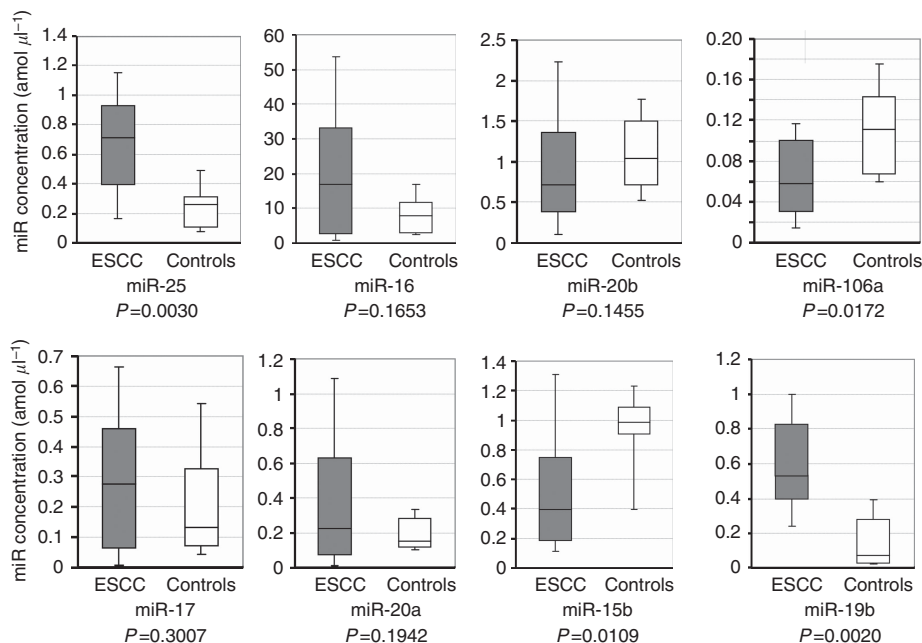 miR concentration (amol μl⁻¹)
1.4
1.2
1
0.8
0.6
0.4
0.2
0
ESCC Controls
miR-25
P=0.0030
60
50
40
30
20
10
0
ESCC Controls
miR-16
P=0.1653
2.5
2
1.5
1
0.5
0
ESCC Controls
miR-20b
P=0.1455
0.20
0.16
0.12
0.08
0.04
0
ESCC Controls
miR-106a
P=0.0172
miR concentration (amol μl⁻¹)
0.7
0.6
0.5
0.4
0.3
0.2
0.1
0
ESCC Controls
miR-17
P=0.3007
1.2
1
0.8
0.6
0.4
0.2
0
ESCC Controls
miR-20a
P=0.1942
1.4
1.2
1
0.8
0.6
0.4
0.2
0
ESCC Controls
miR-15b
P=0.0109
1.2
1
0.8
0.6
0.4
0.2
0
ESCC Controls
miR-19b
P=0.0020